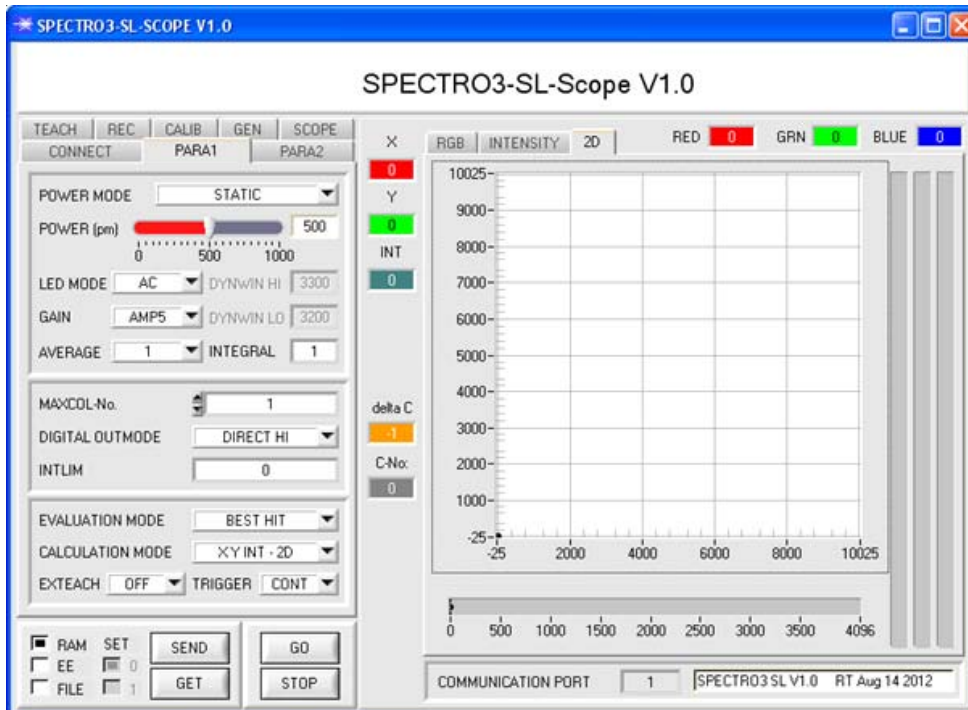 SPECTRO3-SL-SCOPE V1.0
SPECTRO3-SL-Scope V1.0
TEACH REC CALIB GEN SCOPE
CONNECT PARA1 PARA2
POWER MODE STATIC
POWER (pm) 500
0 500 1000
LED MODE AC DYNWIN HI 3300
GAIN AMP5 DYNWIN LO 3200
AVERAGE 1 INTEGRAL 1
MAXCOL-No. 1
DIGITAL OUTMODE DIRECT HI
INTLIM 0
EVALUATION MODE BEST HIT
CALCULATION MODE X Y INT - 2D
EXTEACH OFF TRIGGER CONT
RAM SET SEND GO
EE 0
FILE 1 GET STOP
X
0
Y
0
INT
0
delta C
-1
C-No:
0
RGB INTENSITY 2D RED 0 GRN 0 BLUE 0
10025
9000
8000
7000
6000
5000
4000
3000
2000
1000
-25
-25 2000 4000 6000 8000 10025
0 500 1000 1500 2000 2500 3000 3500 4096
COMMUNICATION PORT 1 SPECTRO3 SL V1.0 RT Aug 14 2012